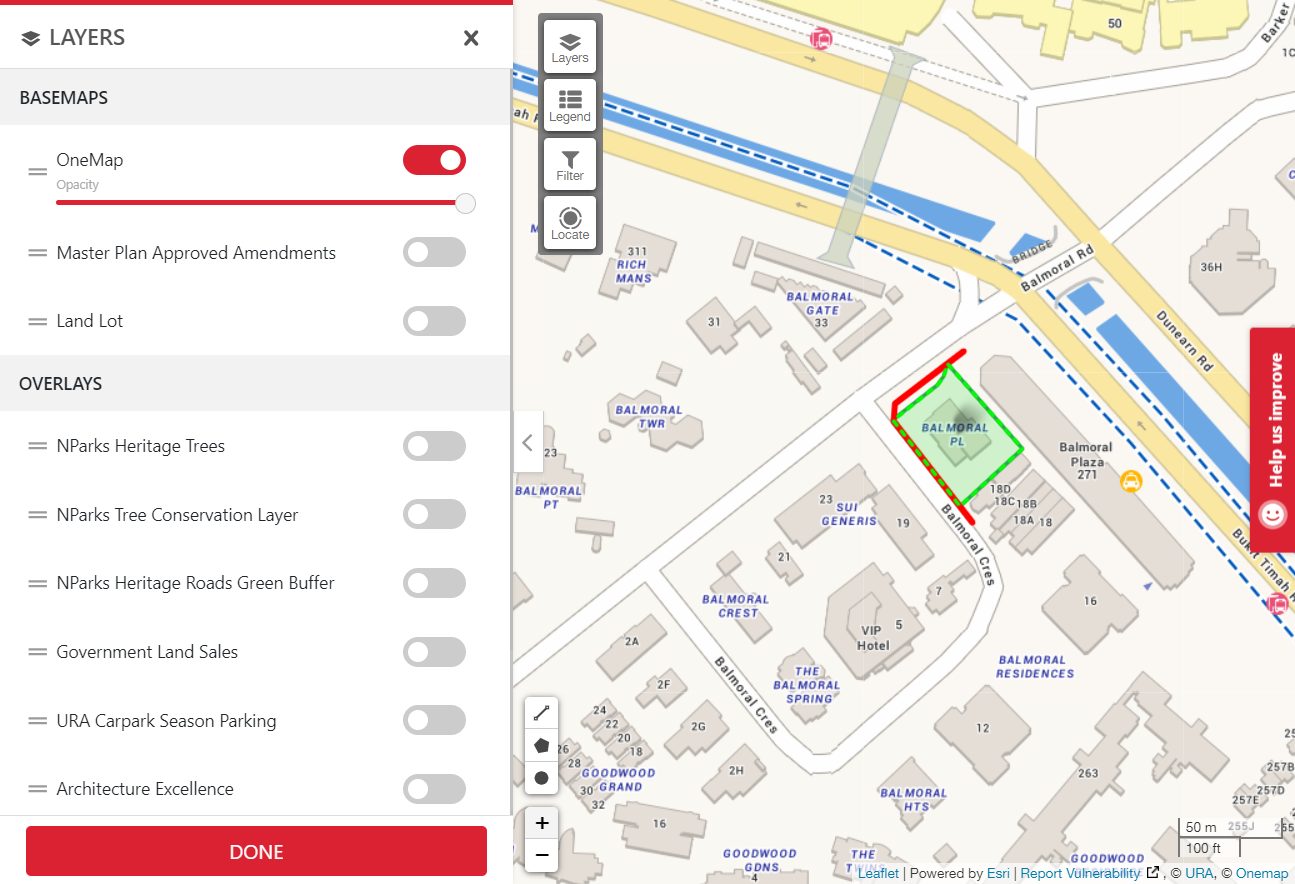 LAYERS
BASEMAPS
OneMap
Opacity
Master Plan Approved Amendments
Land Lot
OVERLAYS
NParks Heritage Trees
NParks Tree Conservation Layer
NParks Heritage Roads Green Buffer
Government Land Sales
URA Carpark Season Parking
Architecture Excellence
DONE
Layers
Legend
Filter
Locate
50
Barker
BRIDGE
Balmoral Rd
36H
Dunearn Rd
311
RICH
MANS
31
BALMORAL
GATE
33
BALMORAL
TWR
BALMORAL
PL
Balmoral
Plaza
271
23
BALMORAL
PT
23
SUI
GENERIS
19
18D
18C
18B
18A
18
Balmoral Cres
21
7
16
BALMORAL
CREST
5
VIP
Hotel
2A
BALMORAL
RESIDENCES
THE
BALMORAL
SPRING
Balmoral Cres
2F
24
22
20
18
2G
12
26
28
30
32
GOODWOOD
GRAND
2H
263
257B
257D
257E
BALMORAL
HTS
16
GOODWOOD
GDNS
4
THE
GOODWOOD
255J
Bukit Timah
Help us improve
+
−
50 m
100 ft
Leaflet | Powered by Esri | Report Vulnerability , © URA, © Onemap